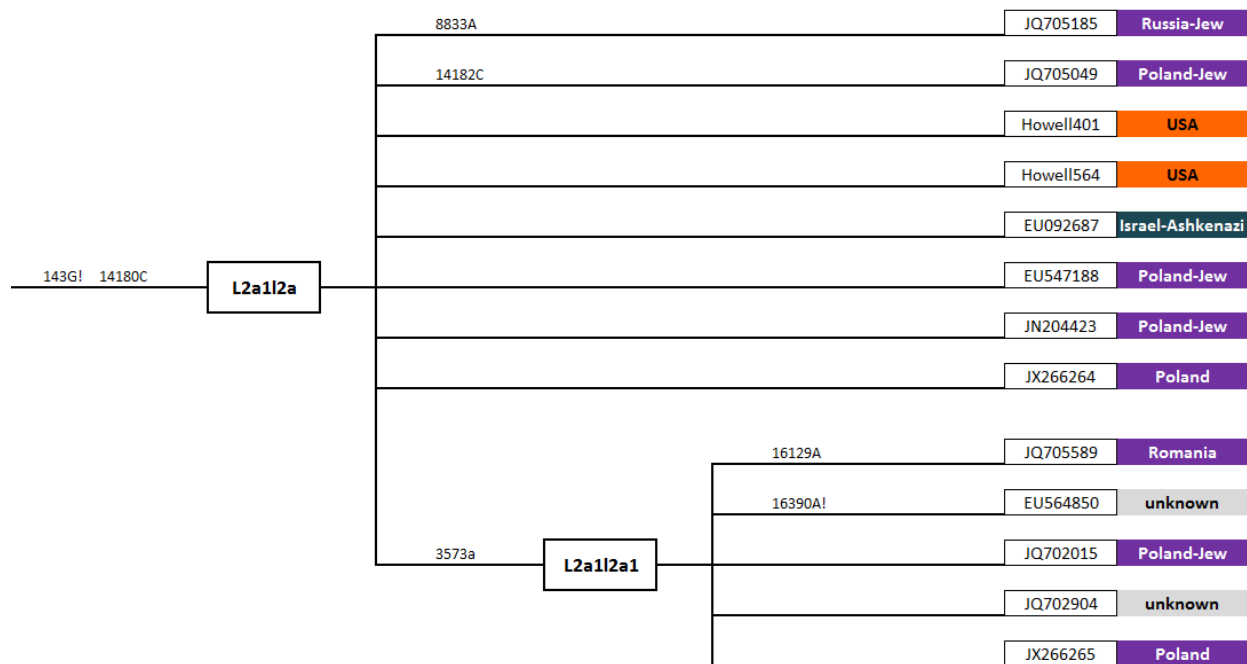 8833A JQ705185 Russia-Jew
14182C JQ705049 Poland-Jew
Howell401 USA
Howell564 USA
EU092687 Israel-Ashkenazi
143G! 14180C L2a1l2a EU547188 Poland-Jew
JN204423 Poland-Jew
JX266264 Poland
16129A JQ705589 Romania
16390A! EU564850 unknown
3573a L2a1l2a1 JQ702015 Poland-Jew
JQ702904 unknown
JX266265 Poland